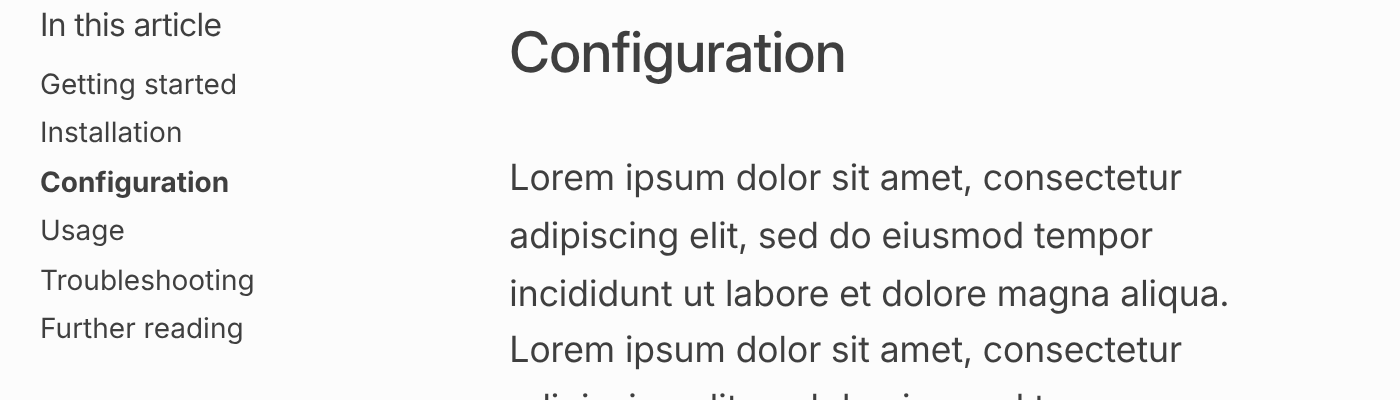 In this article
Getting started
Installation
Configuration
Usage
Troubleshooting
Further reading
Configuration
Lorem ipsum dolor sit amet, consectetur
adipiscing elit, sed do eiusmod tempor
incididunt ut labore et dolore magna aliqua.
Lorem ipsum dolor sit amet, consectetur